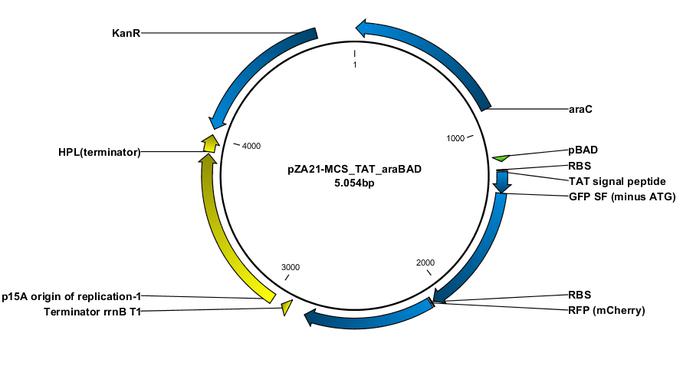 KanR
1
araC
1000
pBAD
RBS
TAT signal peptide
GFP SF (minus ATG)
4000
HPL(terminator)
pZA21-MCS_TAT_araBAD
5.054bp
2000
3000
p15A origin of replication-1
Terminator rrnB T1
RBS
RFP (mCherry)